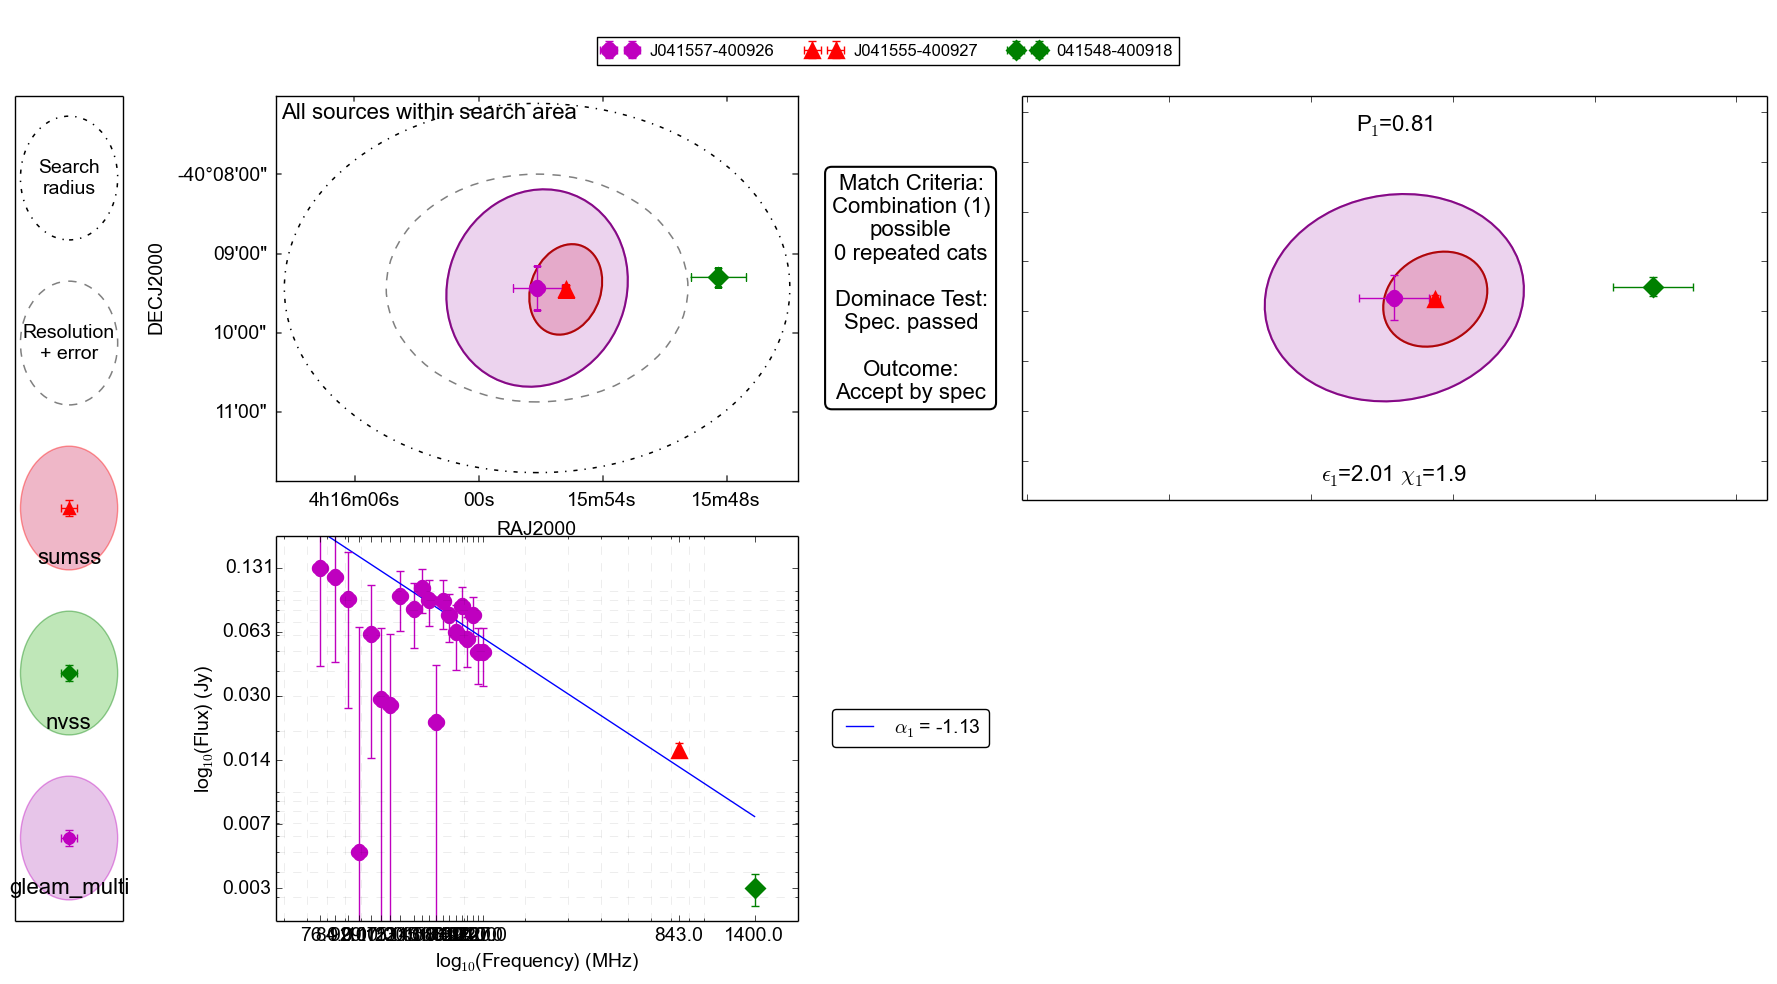 J041557-400926
J041555-400927
041548-400918
Search
radius
Resolution
+ error
sumss
nvss
gleam_multi
All sources within search area
DECJ2000
-40°08'00"
09'00"
10'00"
11'00"
4h16m06s
00s
15m54s
15m48s
RAJ2000
Match Criteria:
Combination (1)
possible
0 repeated cats
Dominace Test:
Spec. passed
Outcome:
Accept by spec
P1=0.81
ϵ1=2.01 χ1=1.9
log10(Flux) (Jy)
0.131
0.063
0.030
0.014
0.007
0.003
843.0
1400.0
log10(Frequency) (MHz)
α1 = -1.13